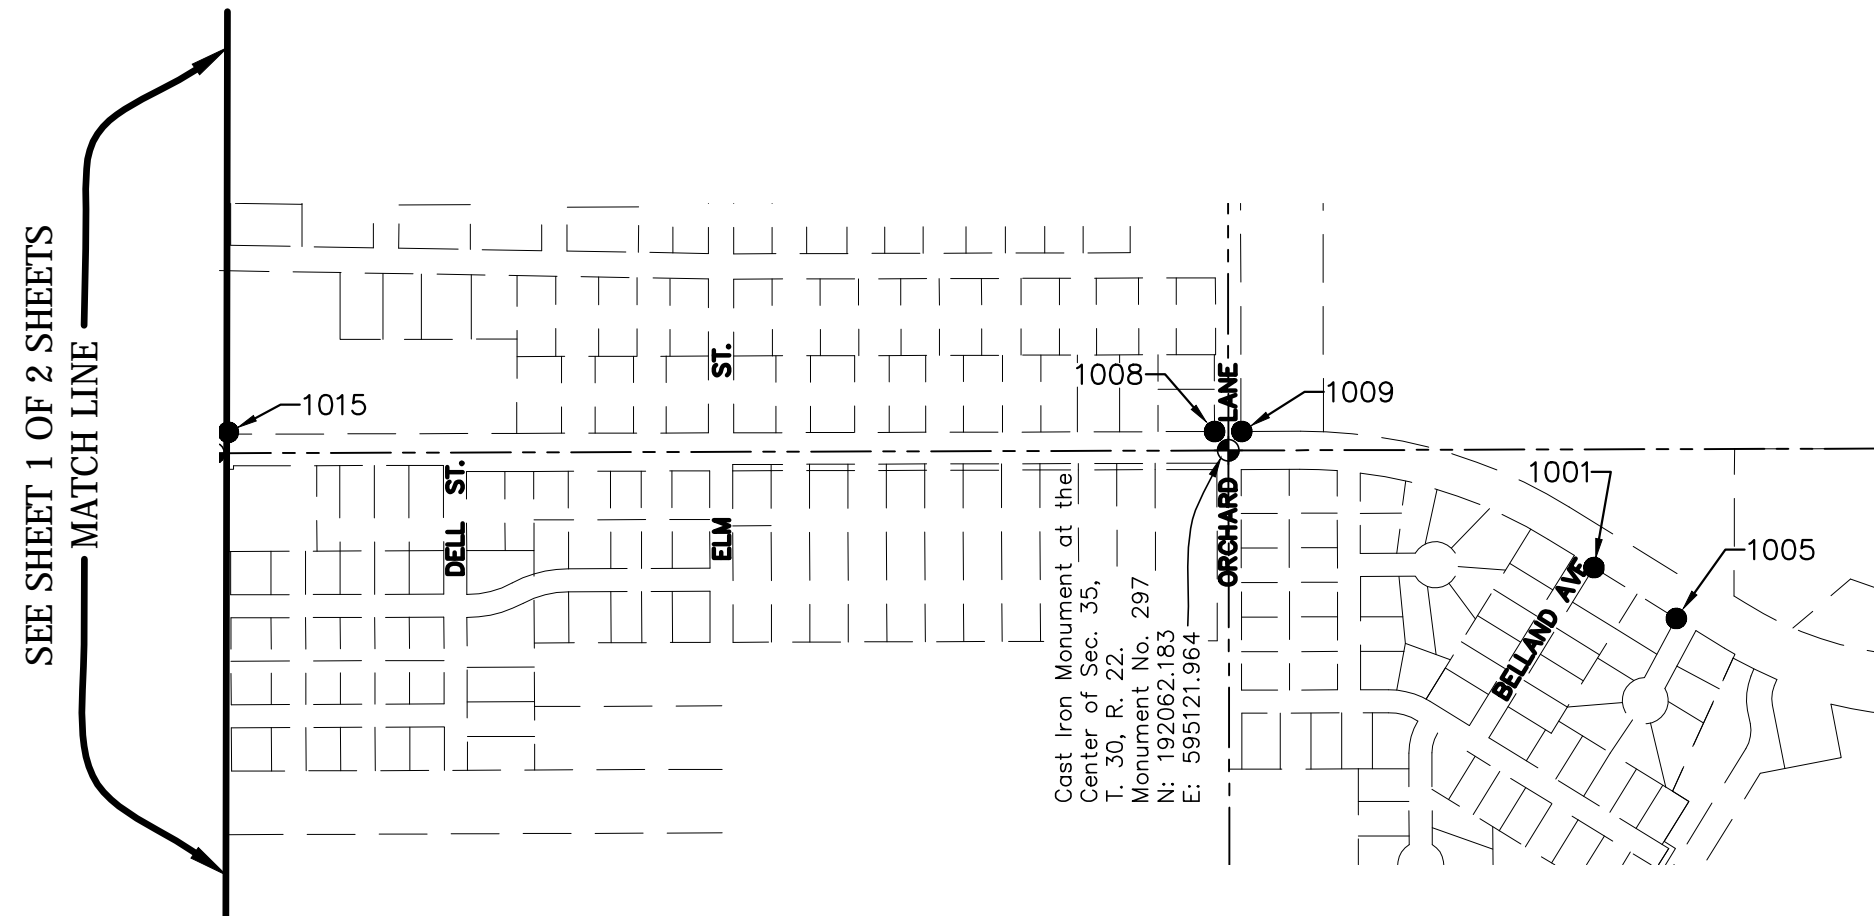 SEE SHEET 1 OF 2 SHEETS
MATCH LINE
1015
DELL ST.
ELM ST.
1008
1009
ORCHARD LANE
Cast Iron Monument at the
Center of Sec. 35,
T. 30, R. 22.
Monument No. 297
N: 192062.183
E: 595121.964
1001
1005
BELLAND AVE